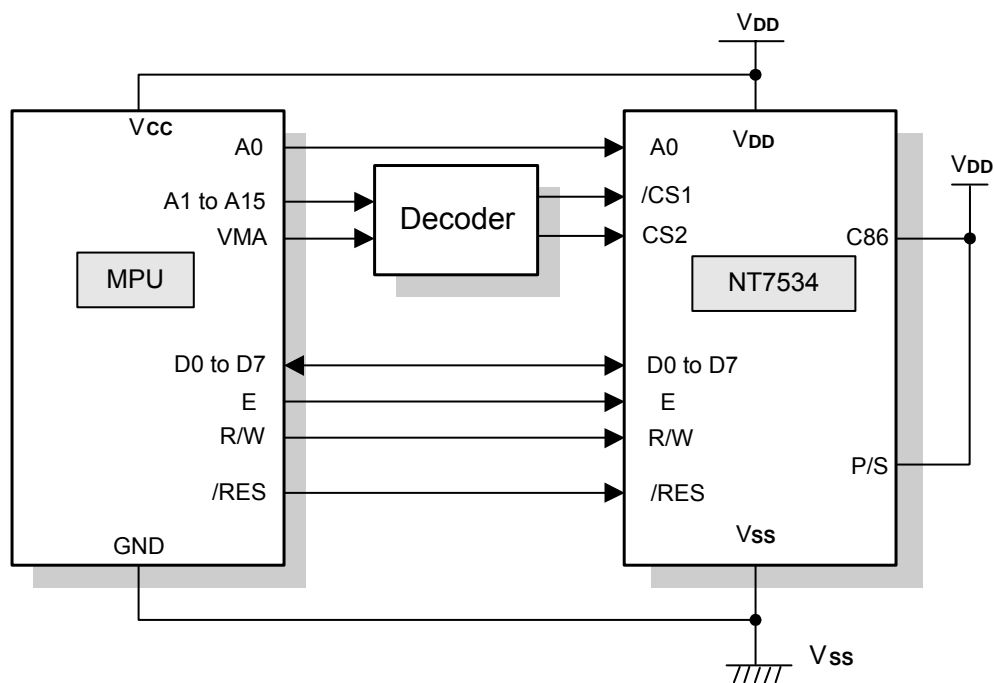 VDD
VCC
A0
A1 to A15
VMA
MPU
D0 to D7
E
R/W
/RES
GND
Decoder
VDD
A0
/CS1
CS2
C86
NT7534
D0 to D7
E
R/W
P/S
/RES
VSS
VDD
VSS